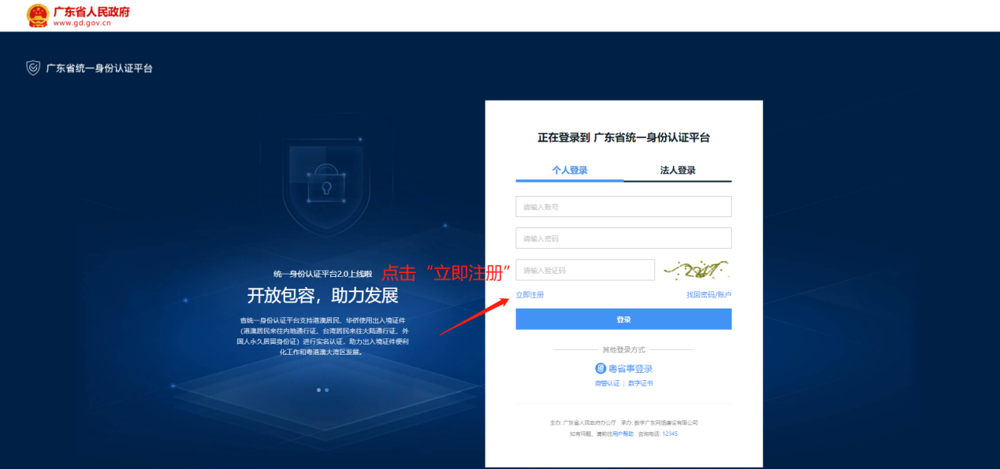 广东省人民政府
www.gd.gov.cn
广东省统一身份认证平台
统一身份认证平台2.0上线啦
开放包容，助力发展
省统一身份认证平台支持港澳居民、华侨使用出入境证件
（港澳居民来往内地通行证、台湾居民来往大陆通行证、外
国人永久居留身份证）进行实名认证，助力出入境证件便利
化工作和粤港澳大湾区发展。
点击“立即注册”
正在登录到 广东省统一身份认证平台
个人登录 法人登录
请输入账号
请输入密码
请输入验证码
立即注册 找回密码/账户
登录
其他登录方式
粤省事登录
微警认证 | 数字证书
主办: 广东省人民政府办公厅 承办: 数字广东网络建设有限公司
如有问题，请前往用户帮助 咨询电话: 12345